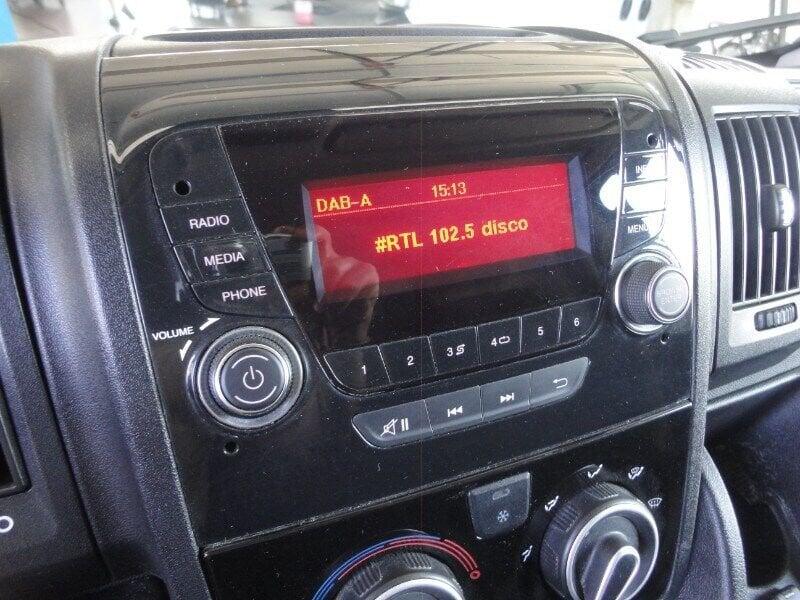 DAB-A 15:13
#RTL 102.5 disco
RADIO
MEDIA
PHONE
VOLUME
MENU
1 2 3 4 5 6